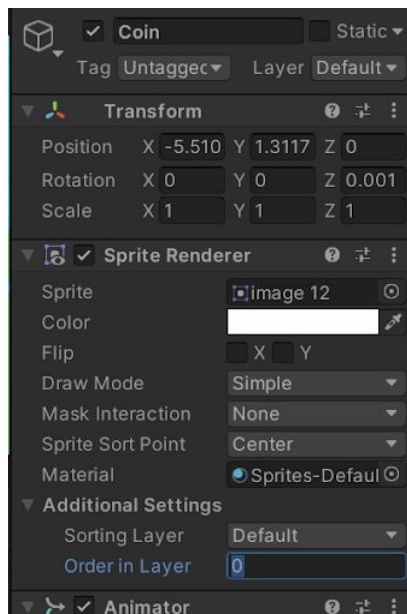 Coin Static
Tag Untaggec Layer Default
Transform
Position X -5.510 Y 1.3117 Z 0
Rotation X 0 Y 0 Z 0.001
Scale X 1 Y 1 Z 1
Sprite Renderer
Sprite image 12
Color
Flip X Y
Draw Mode Simple
Mask Interaction None
Sprite Sort Point Center
Material Sprites-Defaul
Additional Settings
Sorting Layer Default
Order in Layer 0
Animator